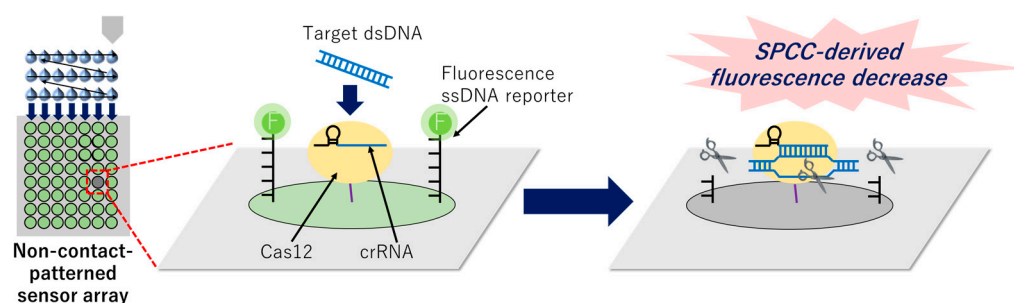 Target dsDNA
Fluorescence
ssDNA reporter
F
F
Cas12
crRNA
Non-contact-
patterned
sensor array
SPCC-derived
fluorescence decrease